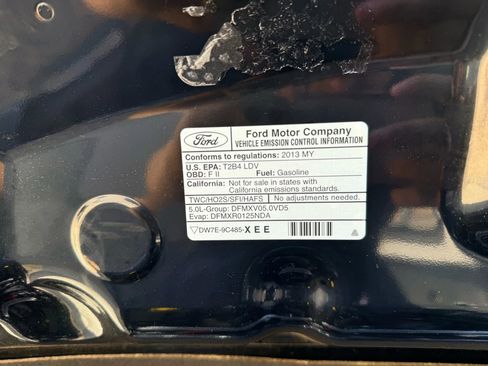 Ford
Ford Motor Company
VEHICLE EMISSION CONTROL INFORMATION
Conforms to regulations: 2013 MY
U.S. EPA: T2B4 LDV
OBD: F II Fuel: Gasoline
California: Not for sale in states with
California emissions standards.
TWC/HO2S/SFI/HAFS No adjustments needed.
5.0L-Group: DFMXV05.0VD5
Evap: DFMXR0125NDA
DW7E-9C485-XEE